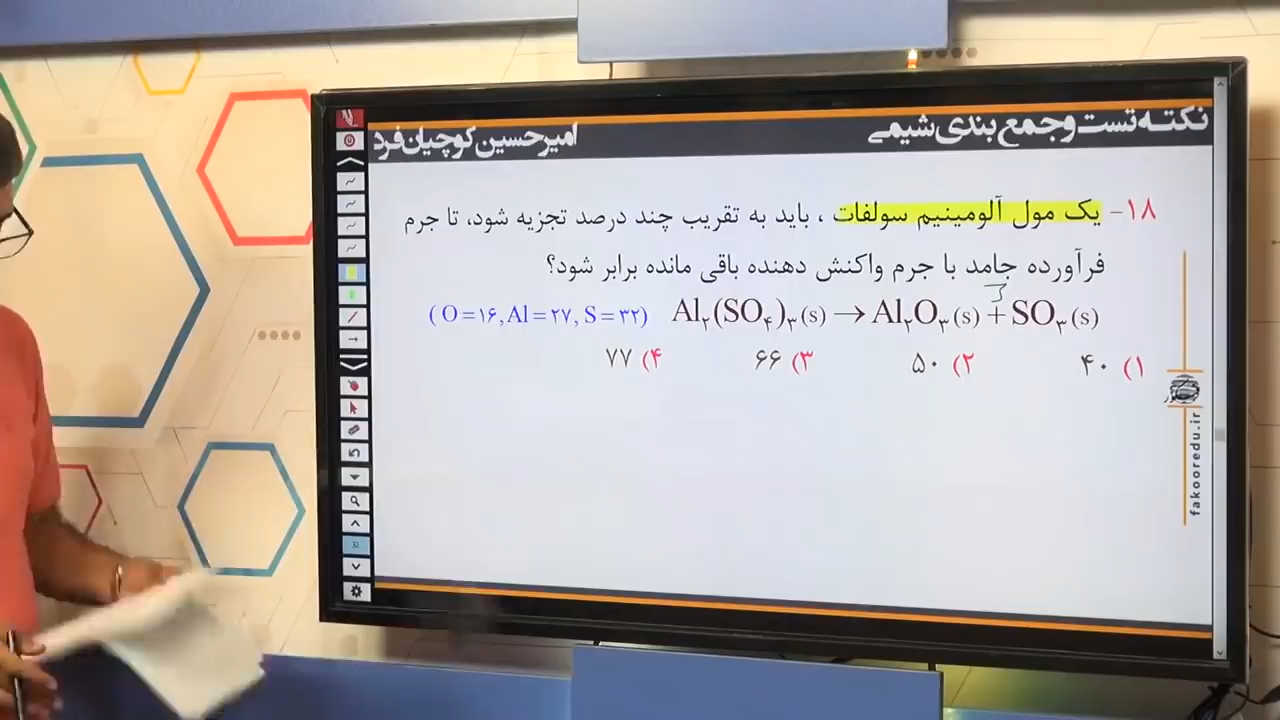 نکته تست و جمع بندی شیمی
امیرحسین کوچیان فرد
۱۸- یک مول آلومینیم سولفات ، باید به تقریب چند درصد تجزیه شود، تا جرم
فرآورده جامد با جرم واکنش دهنده باقی مانده برابر شود؟
Al۲(SO۴)۳(s) → Al۲O۳(s) + ۳SO۳(s) ( O=۱۶, Al=۲۷, S=۳۲)
۱) ۴۰ ۲) ۵۰ ۳) ۶۶ ۴) ۷۷
fakooredu.ir